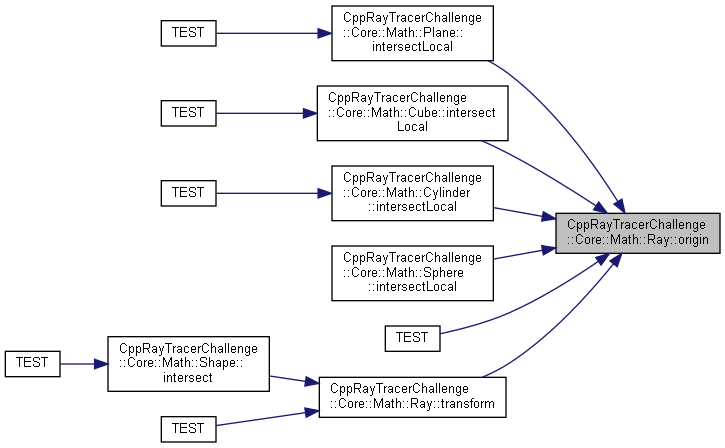 TEST
CppRayTracerChallenge
::Core::Math::Plane::
intersectLocal
TEST
CppRayTracerChallenge
::Core::Math::Cube::intersect
Local
TEST
CppRayTracerChallenge
::Core::Math::Cylinder
::intersectLocal
CppRayTracerChallenge
::Core::Math::Ray::origin
CppRayTracerChallenge
::Core::Math::Sphere
::intersectLocal
TEST
TEST
CppRayTracerChallenge
::Core::Math::Shape::
intersect
CppRayTracerChallenge
::Core::Math::Ray::transform
TEST